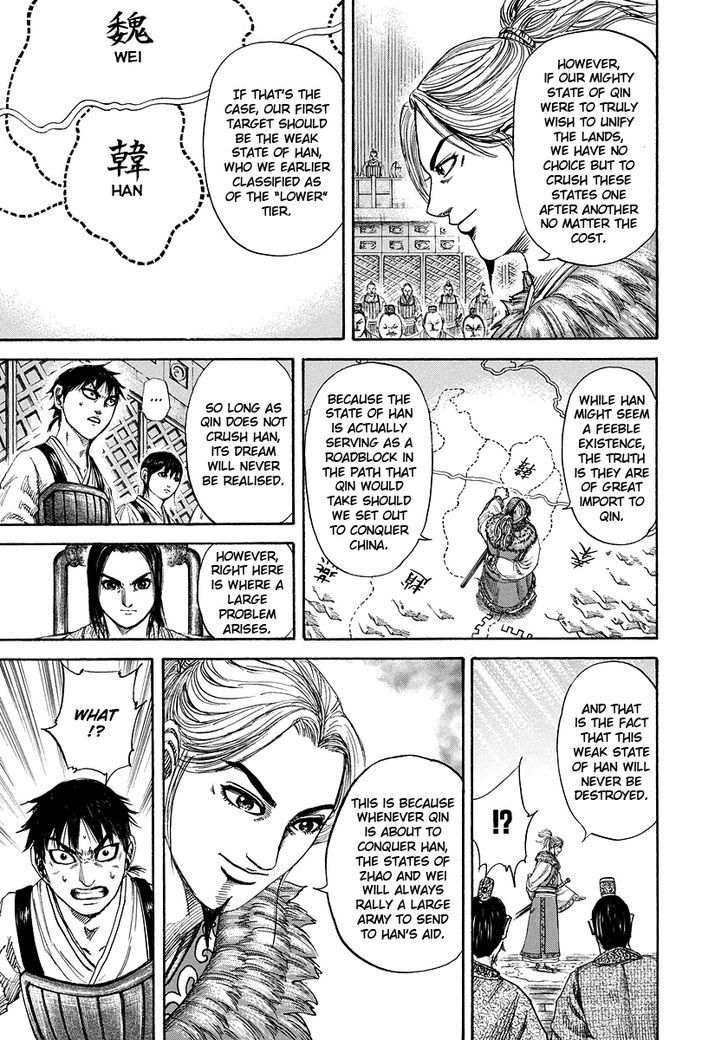 HOWEVER,
IF OUR MIGHTY
STATE OF QIN
WERE TO TRULY
WISH TO UNIFY
THE LANDS,
WE HAVE NO
CHOICE BUT TO
CRUSH THESE
STATES ONE
AFTER ANOTHER
NO MATTER THE
COST.
IF THAT'S THE
CASE, OUR FIRST
TARGET SHOULD
BE THE WEAK
STATE OF HAN,
WHO WE EARLIER
CLASSIFIED AS
OF THE "LOWER"
TIER.
魏
WEI
韓
HAN
WHILE HAN
MIGHT SEEM
A FEEBLE
EXISTENCE,
THE TRUTH
IS THEY ARE
OF GREAT
IMPORT TO
QIN.
BECAUSE THE
STATE OF HAN
IS ACTUALLY
SERVING AS A
ROADBLOCK IN
THE PATH THAT
QIN WOULD
TAKE SHOULD
WE SET OUT
TO CONQUER
CHINA.
SO LONG AS
QIN DOES NOT
CRUSH HAN,
ITS DREAM
WILL NEVER
BE REALISED.
...
HOWEVER,
RIGHT HERE
IS WHERE A
LARGE
PROBLEM
ARISES.
AND THAT
IS THE FACT
THAT THIS
WEAK STATE
OF HAN WILL
NEVER BE
DESTROYED.
!?
THIS IS BECAUSE
WHENEVER QIN
IS ABOUT TO
CONQUER HAN,
THE STATES OF
ZHAO AND WEI
WILL ALWAYS
RALLY A LARGE
ARMY TO SEND
TO HAN'S AID.
WHAT
!?